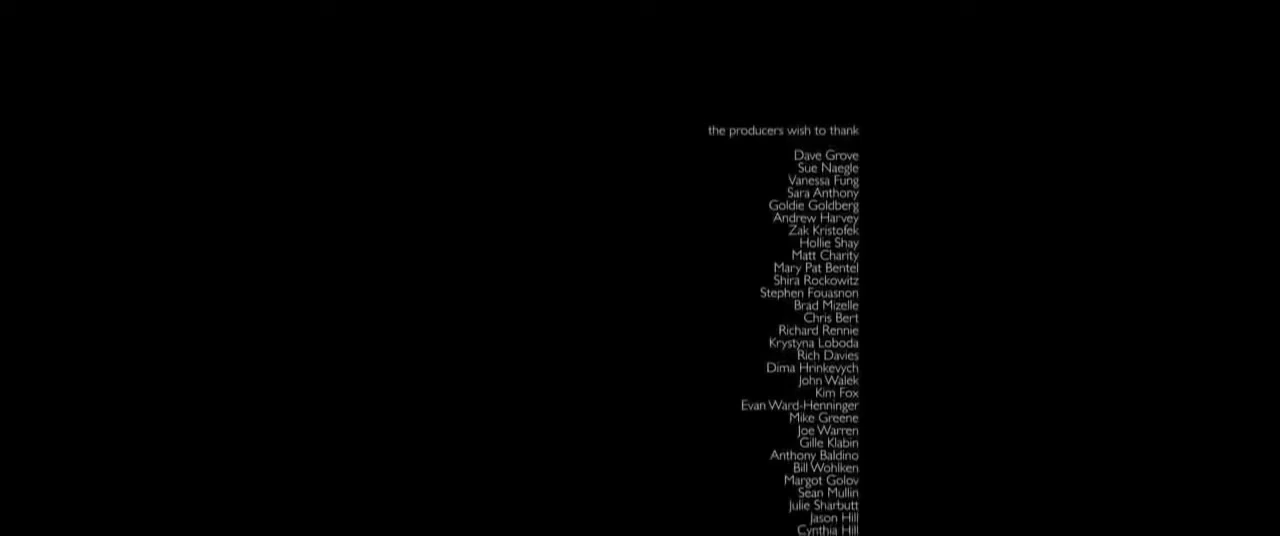 the producers wish to thank
Dave Grove
Sue Naegle
Vanessa Fung
Sara Anthony
Goldie Goldberg
Andrew Harvey
Zak Kristofek
Hollie Shay
Matt Charity
Mary Pat Bentel
Shira Rockowitz
Stephen Fouasnon
Brad Mizelle
Chris Bert
Richard Rennie
Krystyna Loboda
Rich Davies
Dima Hrinkevych
John Walek
Kim Fox
Evan Ward-Henninger
Mike Greene
Joe Warren
Gille Klabin
Anthony Baldino
Bill Wohlken
Margot Golov
Sean Mullin
Julie Sharbutt
Jason Hill
Cynthia Hill